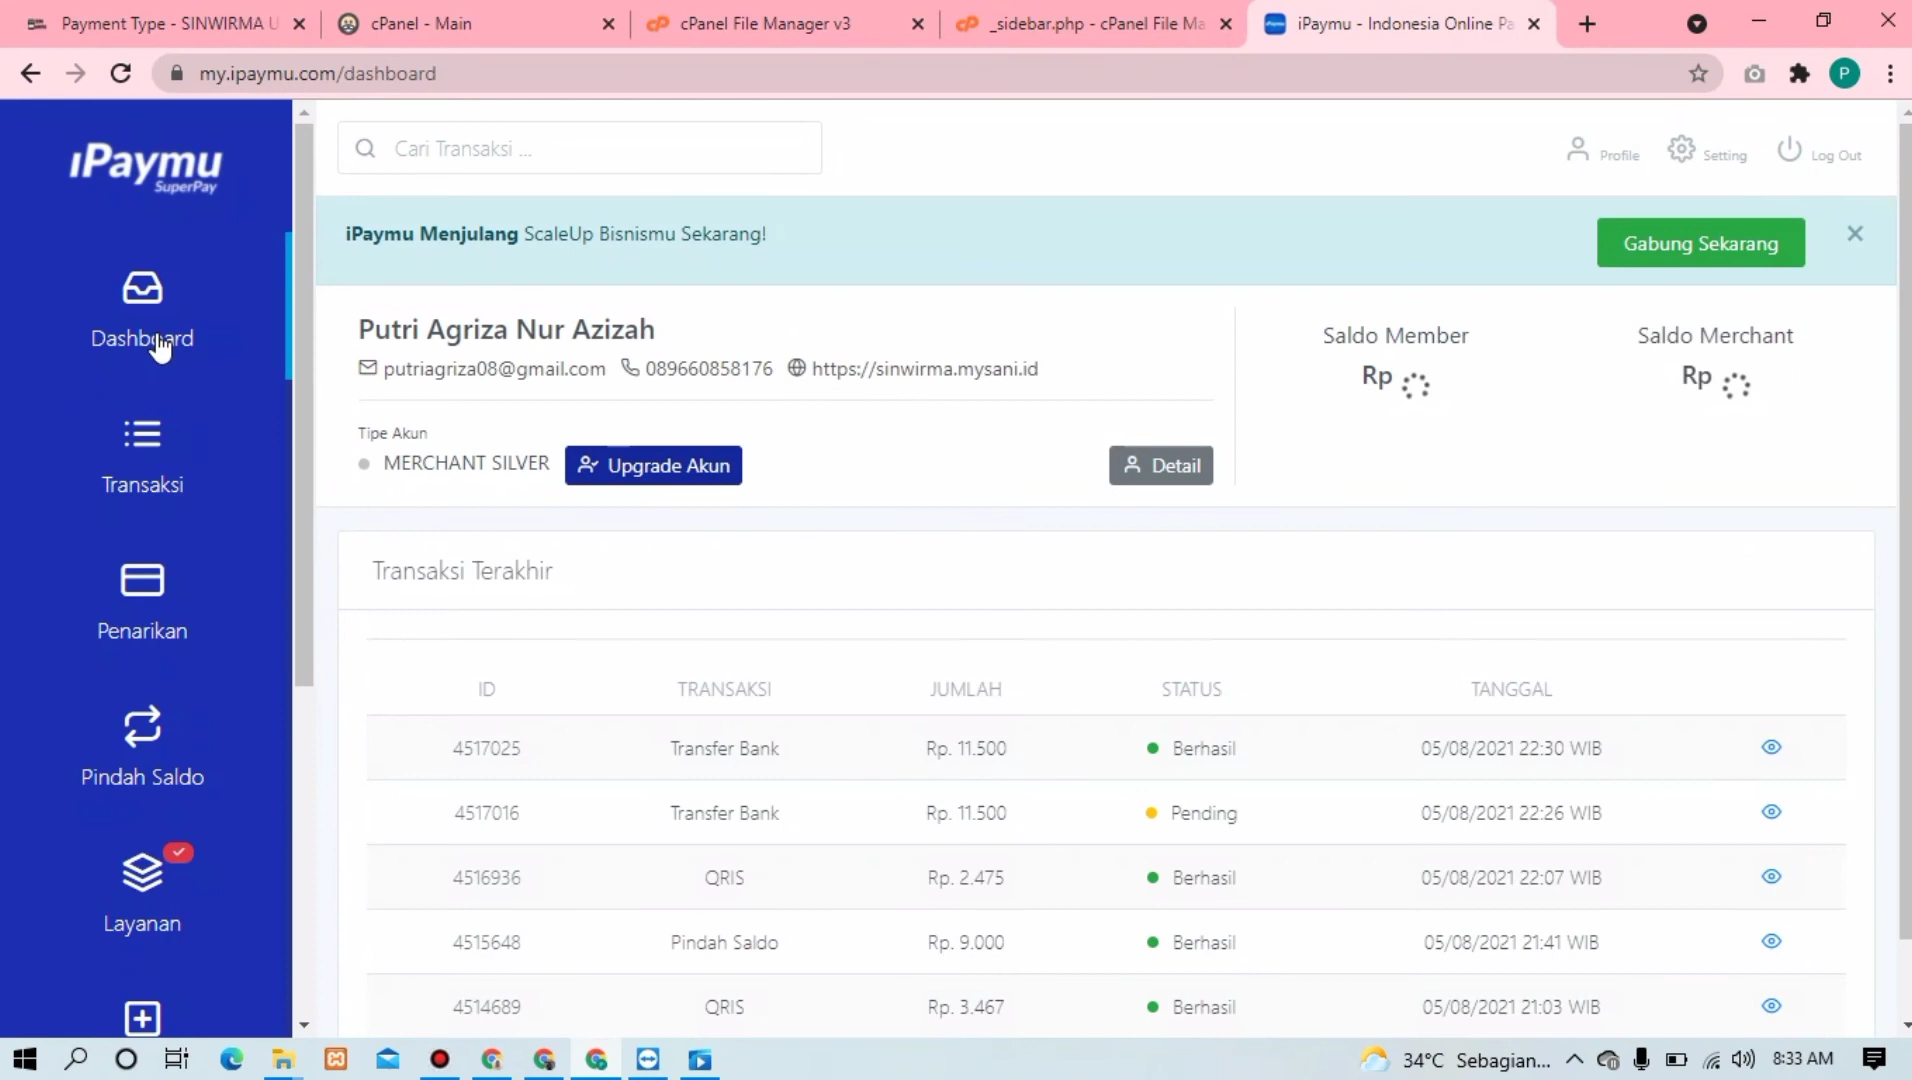 Payment Type - SINWIRMA U
cPanel - Main
cPanel File Manager v3
_sidebar.php - cPanel File Ma
iPaymu - Indonesia Online Pa
my.ipaymu.com/dashboard
P
iPaymu
SuperPay
Cari Transaksi ...
Profile
Setting
Log Out
iPaymu Menjulang ScaleUp Bisnismu Sekarang!
Gabung Sekarang
Dashboard
Transaksi
Penarikan
Pindah Saldo
Layanan
Putri Agriza Nur Azizah
putriagriza08@gmail.com 089660858176 https://sinwirma.mysani.id
Tipe Akun
MERCHANT SILVER
Upgrade Akun
Detail
Saldo Member
Rp
Saldo Merchant
Rp
Transaksi Terakhir
ID TRANSAKSI JUMLAH STATUS TANGGAL
4517025 Transfer Bank Rp. 11.500 Berhasil 05/08/2021 22:30 WIB
4517016 Transfer Bank Rp. 11.500 Pending 05/08/2021 22:26 WIB
4516936 QRIS Rp. 2.475 Berhasil 05/08/2021 22:07 WIB
4515648 Pindah Saldo Rp. 9.000 Berhasil 05/08/2021 21:41 WIB
4514689 QRIS Rp. 3.467 Berhasil 05/08/2021 21:03 WIB
34°C Sebagian...
8:33 AM